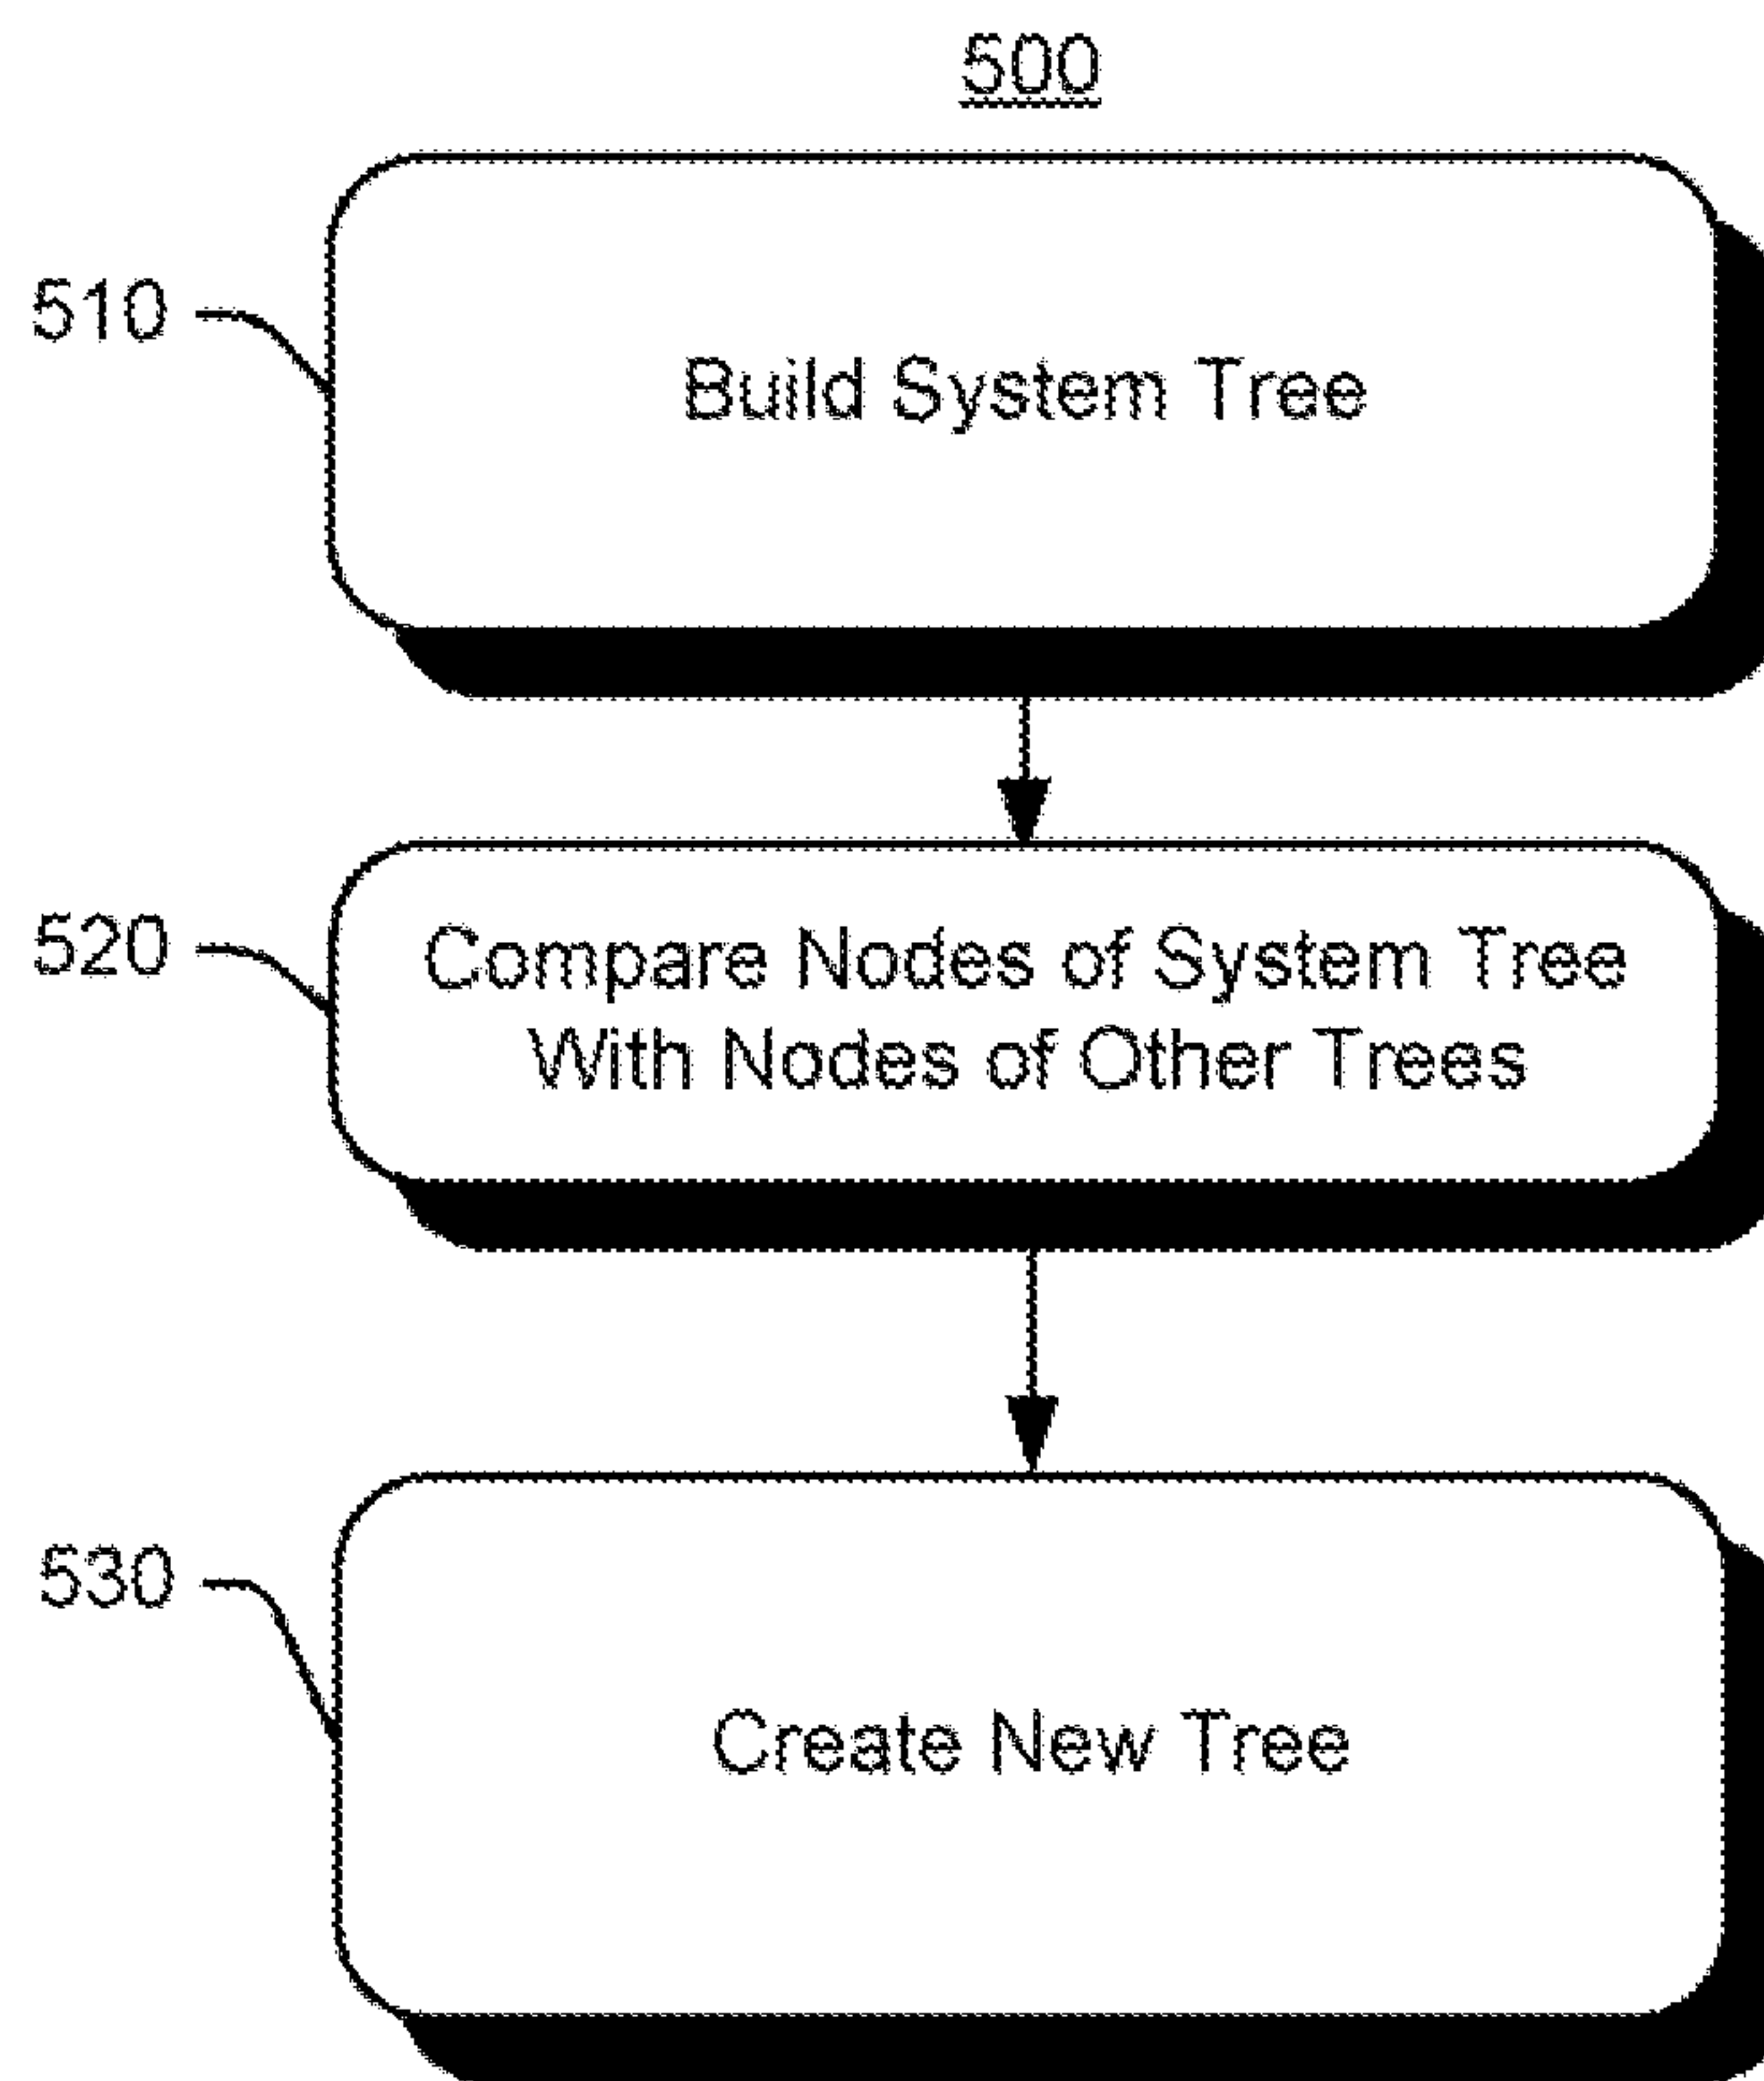 500
510
Build System Tree
520
Compare Nodes of System Tree
With Nodes of Other Trees
530
Create New Tree